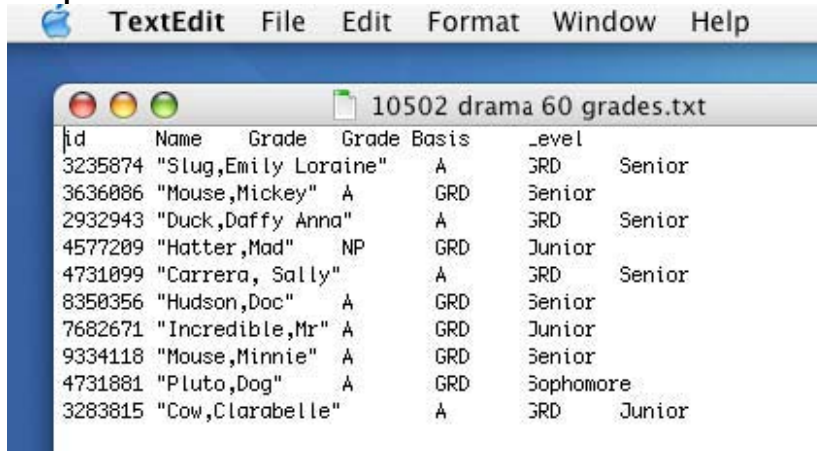 TextEdit File Edit Format Window Help
10502 drama 60 grades.txt
id Name Grade Grade Basis Level
3235874 "Slug,Emily Loraine" A GRD Senior
3636086 "Mouse,Mickey" A GRD Senior
2932943 "Duck,Daffy Anna" A GRD Senior
4577209 "Hatter,Mad" NP GRD Junior
4731099 "Carrera, Sally" A GRD Senior
8350356 "Hudson,Doc" A GRD Senior
7682671 "Incredible,Mr" A GRD Junior
9334118 "Mouse,Minnie" A GRD Senior
4731881 "Pluto,Dog" A GRD Sophomore
3283815 "Cow,Clarabelle" A GRD Junior